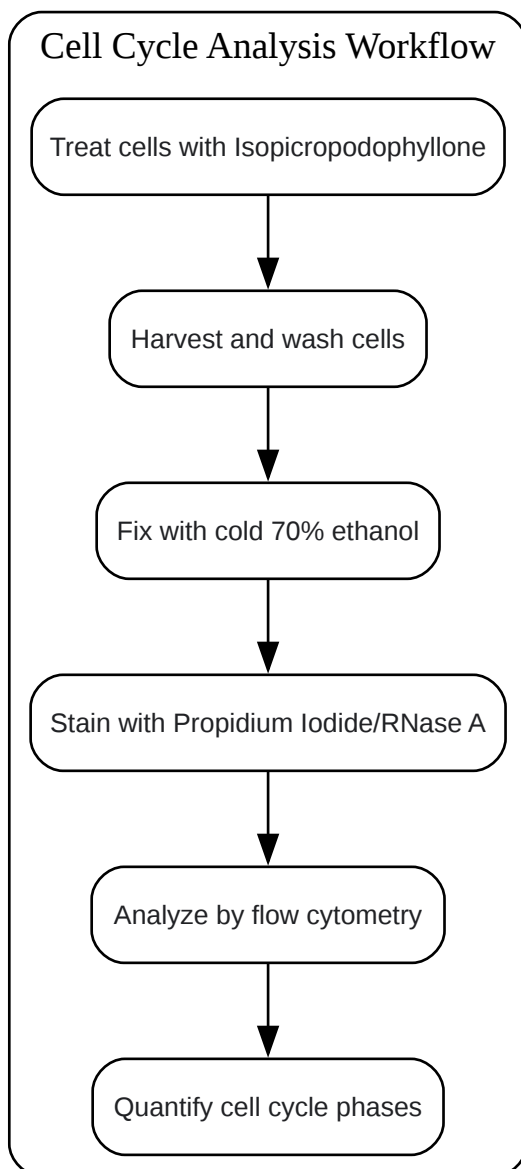 Cell Cycle Analysis Workflow
Treat cells with Isopicropodophyllone
Harvest and wash cells
Fix with cold 70% ethanol
Stain with Propidium Iodide/RNase A
Analyze by flow cytometry
Quantify cell cycle phases